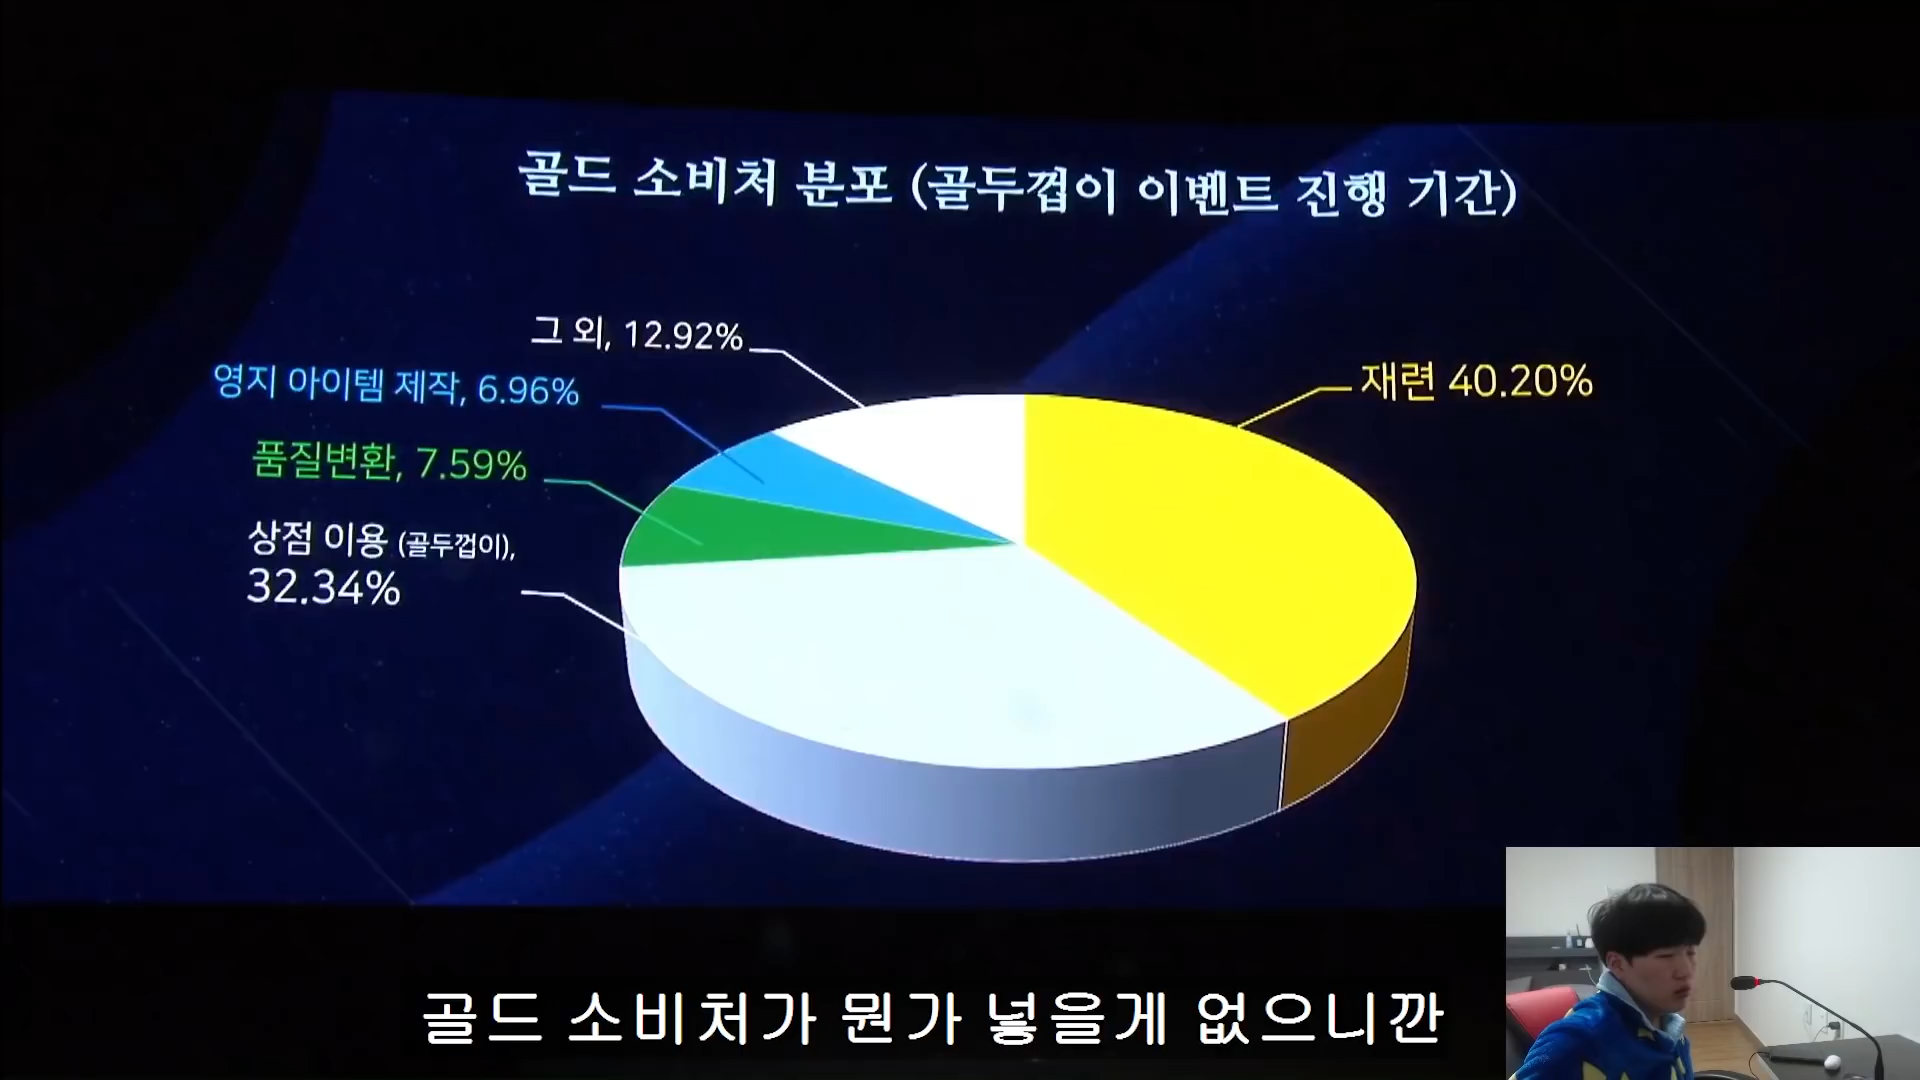 골드 소비처 분포 (골두껍이 이벤트 진행 기간)
그 외, 12.92%
재련 40.20%
영지 아이템 제작, 6.96%
품질변환, 7.59%
상점 이용 (골두껍이),
32.34%
골드 소비처가 뭔가 넣을게 없으니깐